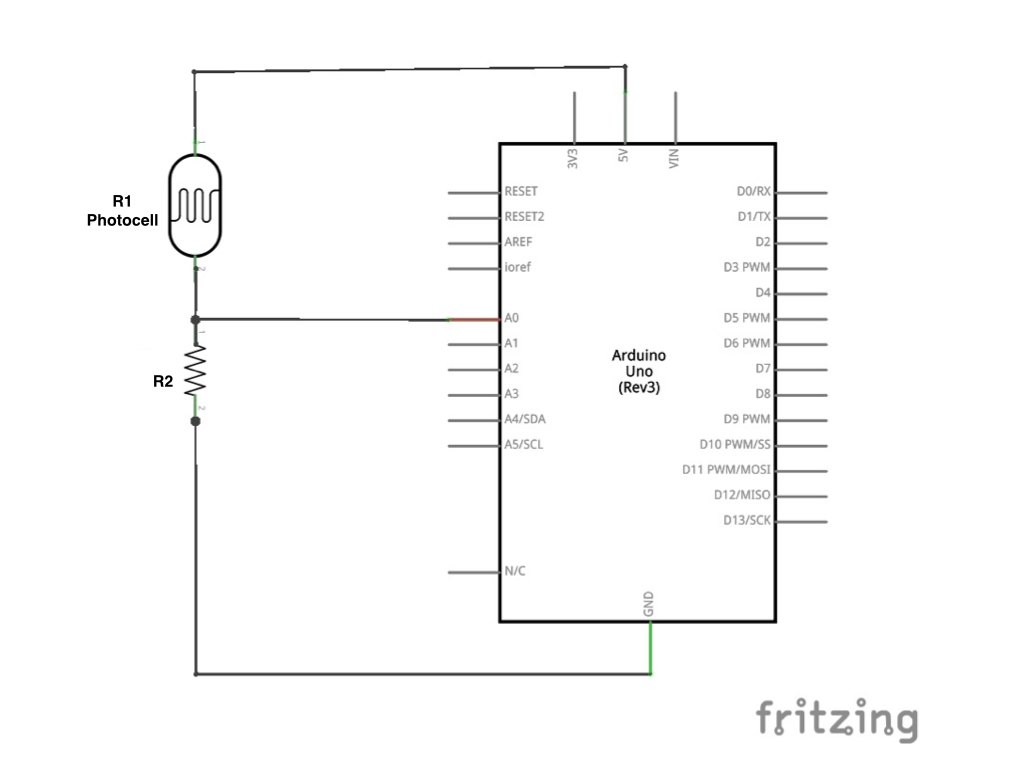 3V3
5V
VIN
1
R1
Photocell
2
1
R2
2
RESET
RESET2
AREF
ioref
A0
A1
A2
A3
A4/SDA
A5/SCL
N/C
Arduino
Uno
(Rev3)
D0/RX
D1/TX
D2
D3 PWM
D4
D5 PWM
D6 PWM
D7
D8
D9 PWM
D10 PWM/SS
D11 PWM/MOSI
D12/MISO
D13/SCK
GND
fritzing